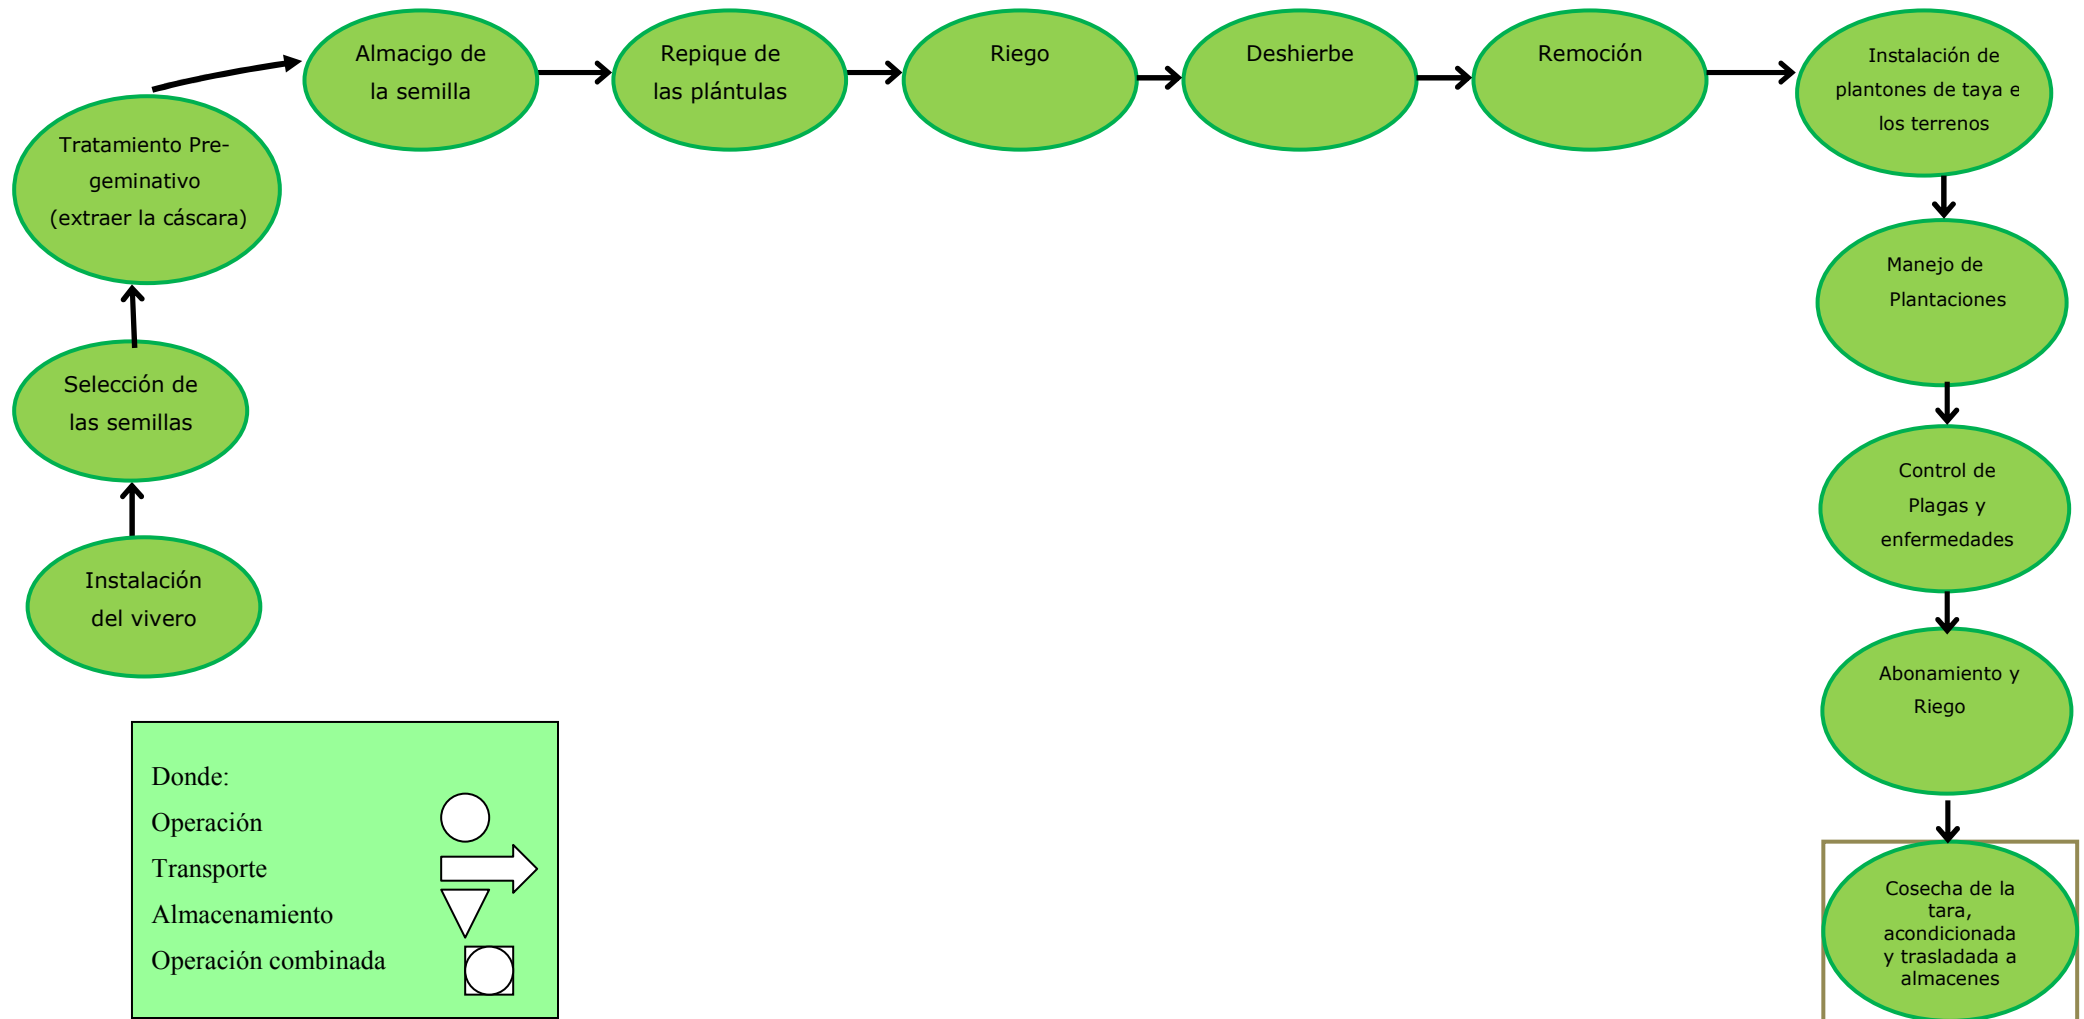 Almacigo de
la semilla
Repique de
las plántulas
Riego
Deshierbe
Remoción
Instalación de
plantones de taya e
los terrenos
Tratamiento Pre-
geminativo
(extraer la cáscara)
Manejo de
Plantaciones
Selección de
las semillas
Control de
Plagas y
enfermedades
Instalación
del vivero
Abonamiento y
Riego
Donde:
Operación
Transporte
Almacenamiento
Operación combinada
Cosecha de la
tara,
acondicionada
y trasladada a
almacenes